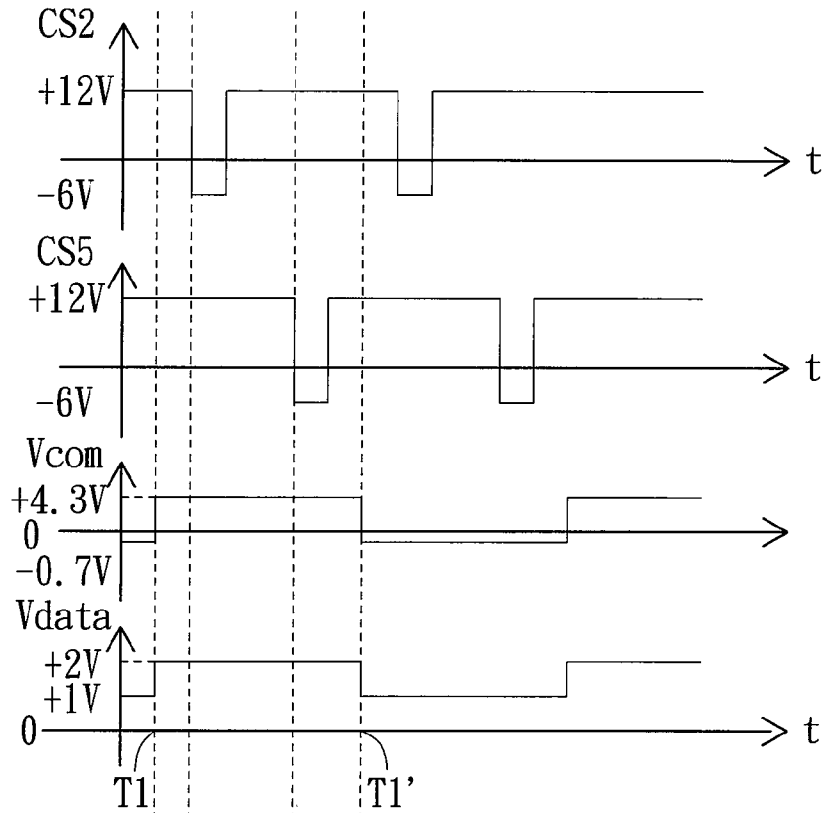 CS2
+12V
t
-6V
CS5
+12V
t
-6V
Vcom
+4.3V
0
-0.7V
Vdata
+2V
+1V
0
t
T1
T1'